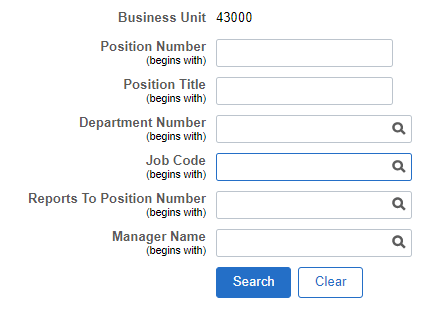 Business Unit 43000
Position Number
(begins with)
Position Title
(begins with)
Department Number
(begins with)
Job Code
(begins with)
Reports To Position Number
(begins with)
Manager Name
(begins with)
Search Clear